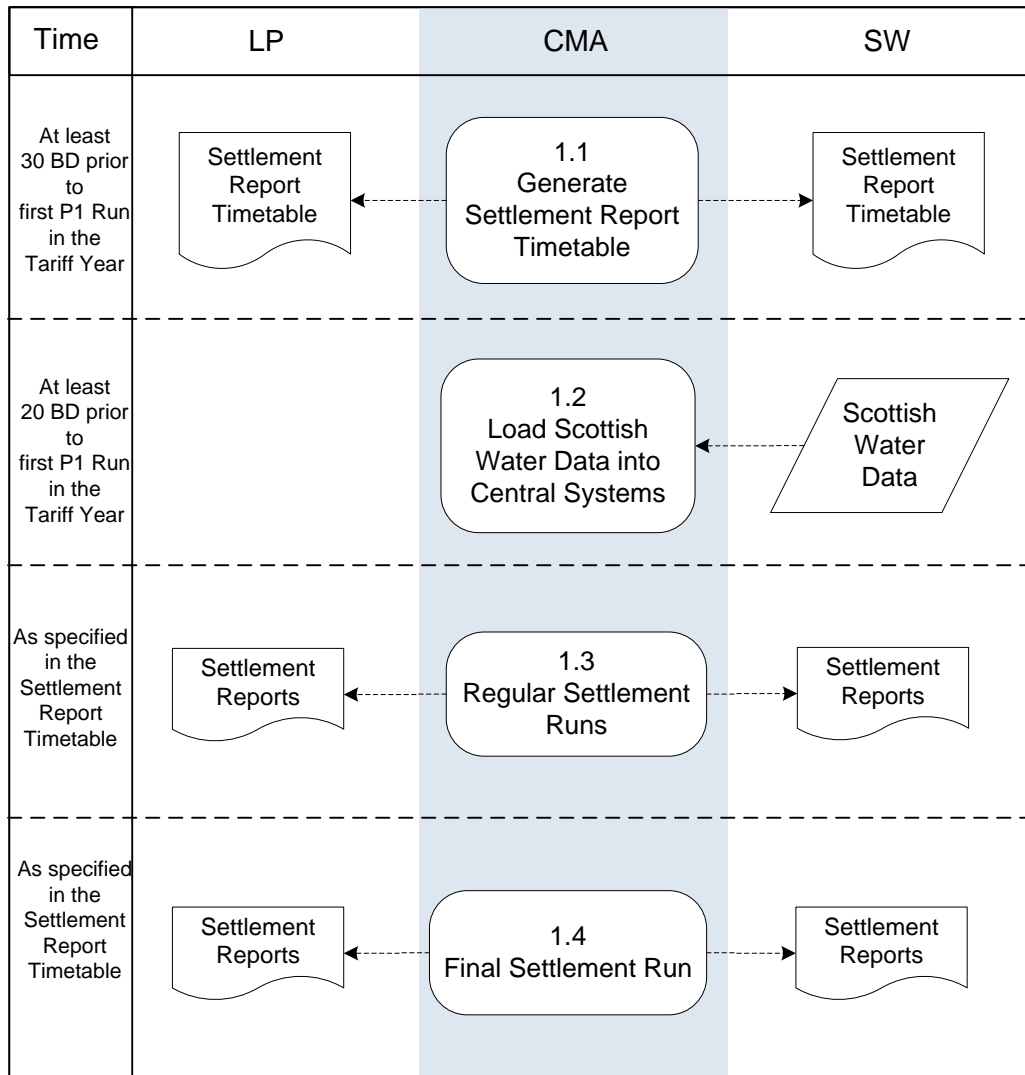 Time
LP
CMA
SW
At least
30 BD prior
to
first P1 Run
in the
Tariff Year
Settlement
Report
Timetable
1.1
Generate
Settlement Report
Timetable
Settlement
Report
Timetable
At least
20 BD prior
to
first P1 Run
in the
Tariff Year
1.2
Load Scottish
Water Data into
Central Systems
Scottish
Water
Data
As specified
in the
Settlement
Report
Timetable
Settlement
Reports
1.3
Regular Settlement
Runs
Settlement
Reports
As specified
in the
Settlement
Report
Timetable
Settlement
Reports
1.4
Final Settlement Run
Settlement
Reports